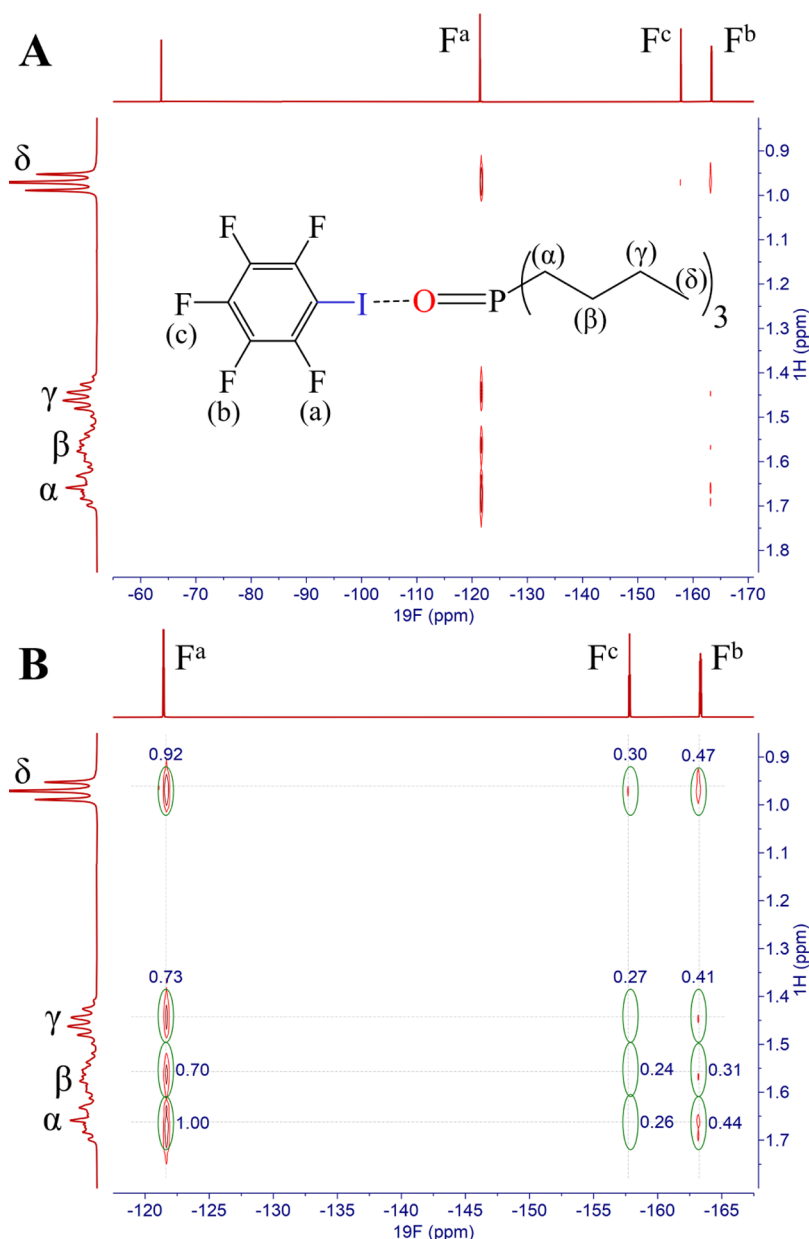 A
Fᵃ Fᶜ Fᵇ
δ
γ
β
α
F F
F I O P (α) (γ)
(c) (β) (δ) 3
F F
(b) (a)
0.9
1.0
1.1
1.2
1.3
1.4
1.5
1.6
1.7
1.8
1H (ppm)
-60 -70 -80 -90 -100 -110 -120 -130 -140 -150 -160 -170
19F (ppm)
B
Fᵃ Fᶜ Fᵇ
δ
γ
β
α
0.92 0.30 0.47
0.73 0.27 0.41
0.70 0.24 0.31
1.00 0.26 0.44
0.9
1.0
1.1
1.2
1.3
1.4
1.5
1.6
1.7
1H (ppm)
-120 -125 -130 -135 -140 -145 -150 -155 -160 -165
19F (ppm)